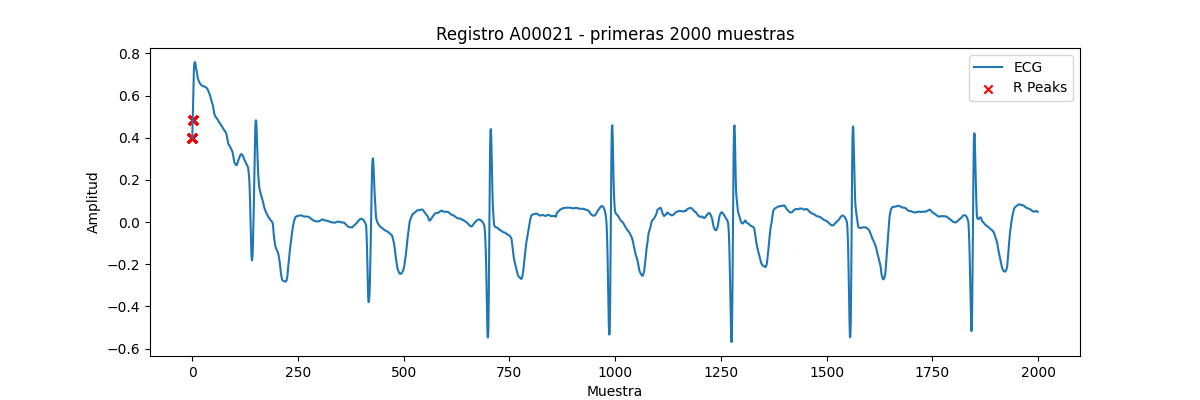 Registro A00021 - primeras 2000 muestras
ECG
R Peaks
Amplitud
0.8
0.6
0.4
0.2
0.0
−0.2
−0.4
−0.6
0 250 500 750 1000 1250 1500 1750 2000
Muestra